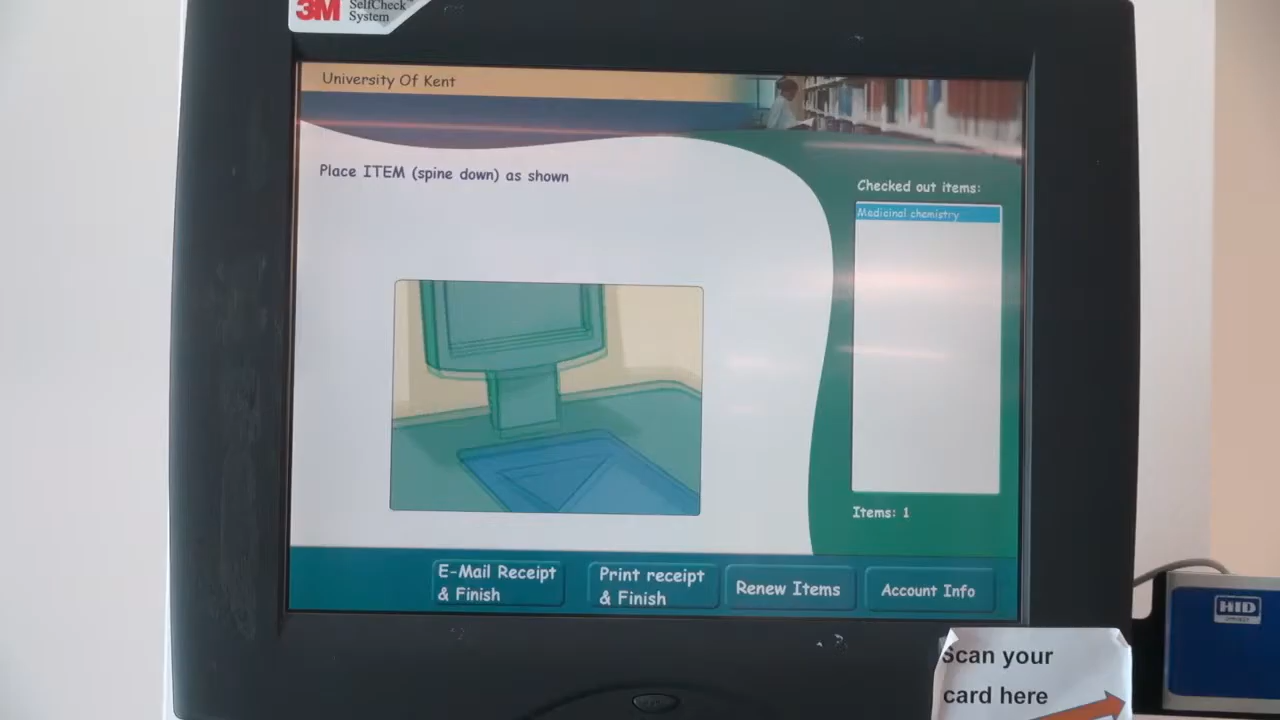 3M
SelfCheck
System
University Of Kent
Place ITEM (spine down) as shown
Checked out items:
Medicinal chemistry
Items: 1
E-Mail Receipt
& Finish
Print receipt
& Finish
Renew Items
Account Info
HID
Scan your
card here